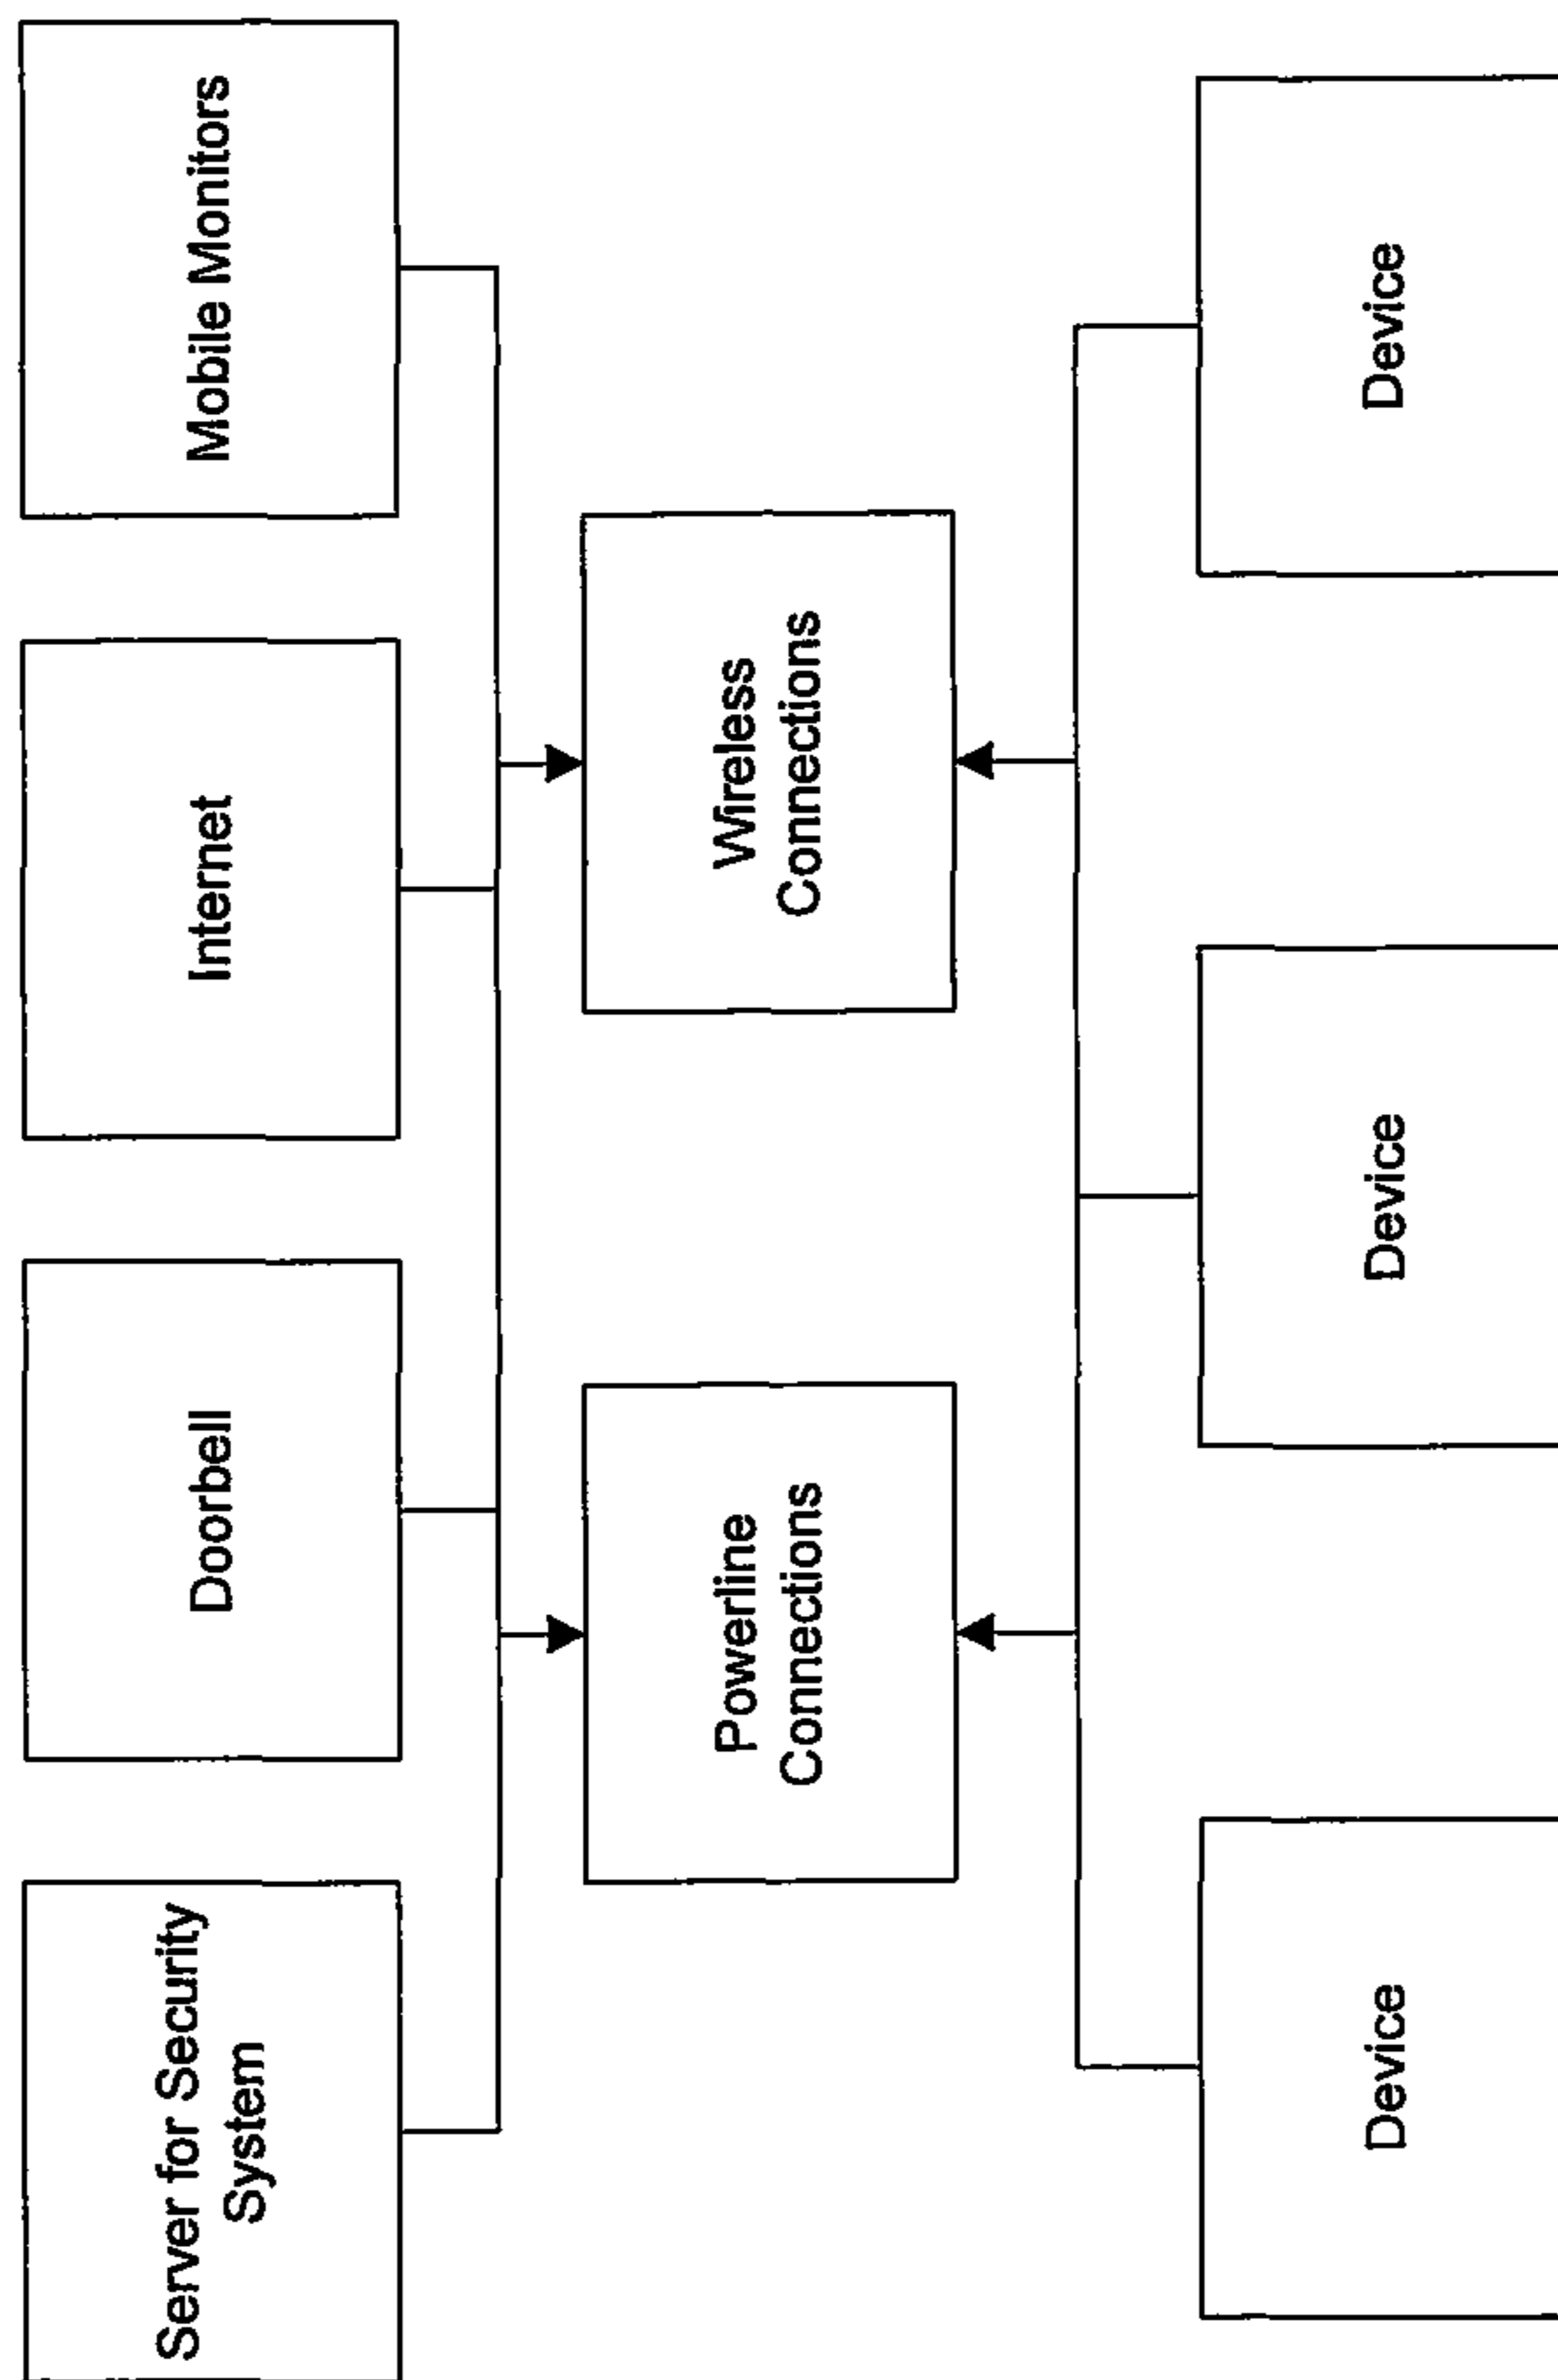 Server for Security
System
Doorbell
Internet
Mobile Monitors
Powerline
Connections
Wireless
Connections
Device
Device
Device